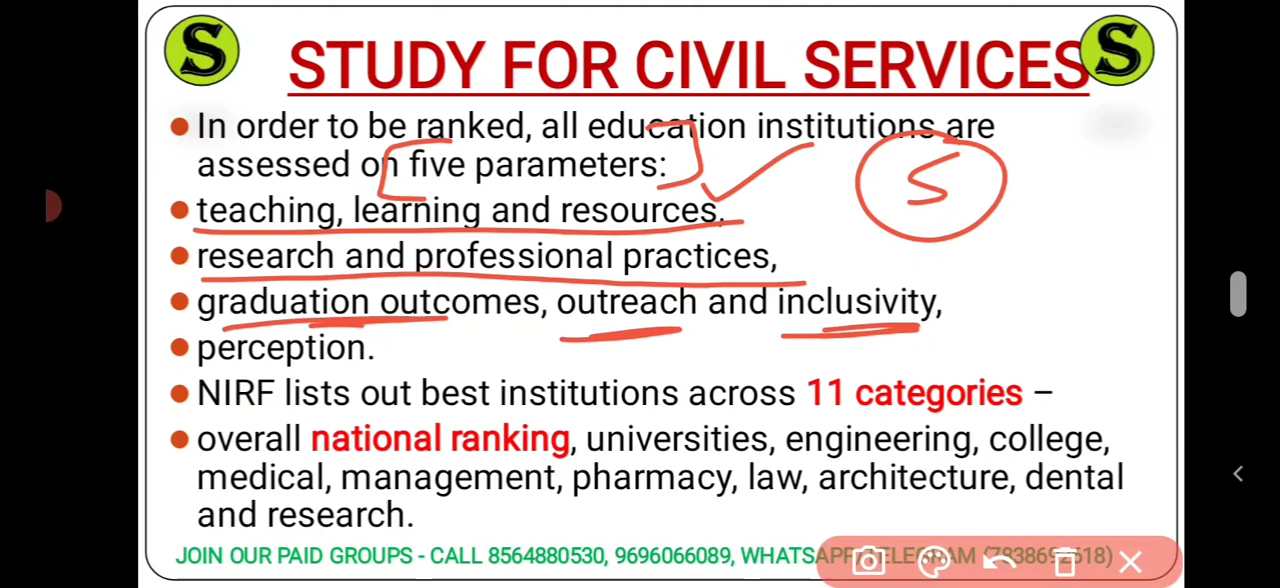 S STUDY FOR CIVIL SERVICES S
● In order to be ranked, all education institutions are
assessed on five parameters:
● teaching, learning and resources,
● research and professional practices,
● graduation outcomes, outreach and inclusivity,
● perception.
● NIRF lists out best institutions across 11 categories –
● overall national ranking, universities, engineering, college,
medical, management, pharmacy, law, architecture, dental
and research.
JOIN OUR PAID GROUPS - CALL 8564880530, 9696066089, WHATSAPP/TELEGRAM